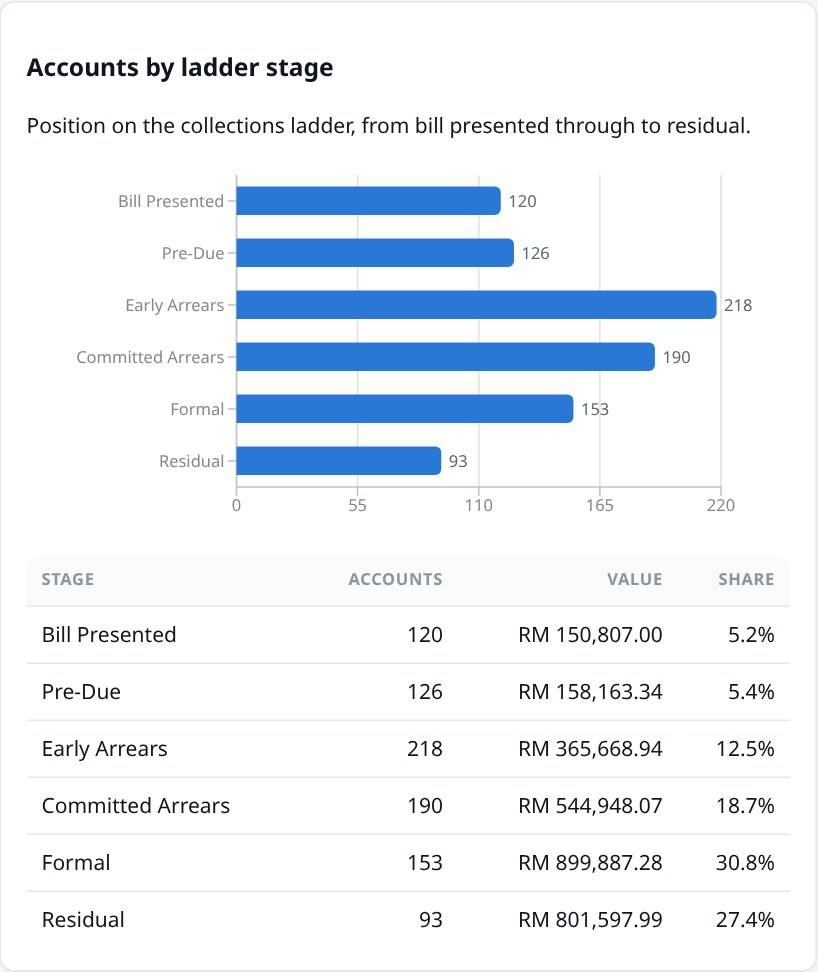 Accounts by ladder stage
Position on the collections ladder, from bill presented through to residual.
Bill Presented 120
Pre-Due 126
Early Arrears 218
Committed Arrears 190
Formal 153
Residual 93
0 55 110 165 220
STAGE ACCOUNTS VALUE SHARE
Bill Presented 120 RM 150,807.00 5.2%
Pre-Due 126 RM 158,163.34 5.4%
Early Arrears 218 RM 365,668.94 12.5%
Committed Arrears 190 RM 544,948.07 18.7%
Formal 153 RM 899,887.28 30.8%
Residual 93 RM 801,597.99 27.4%